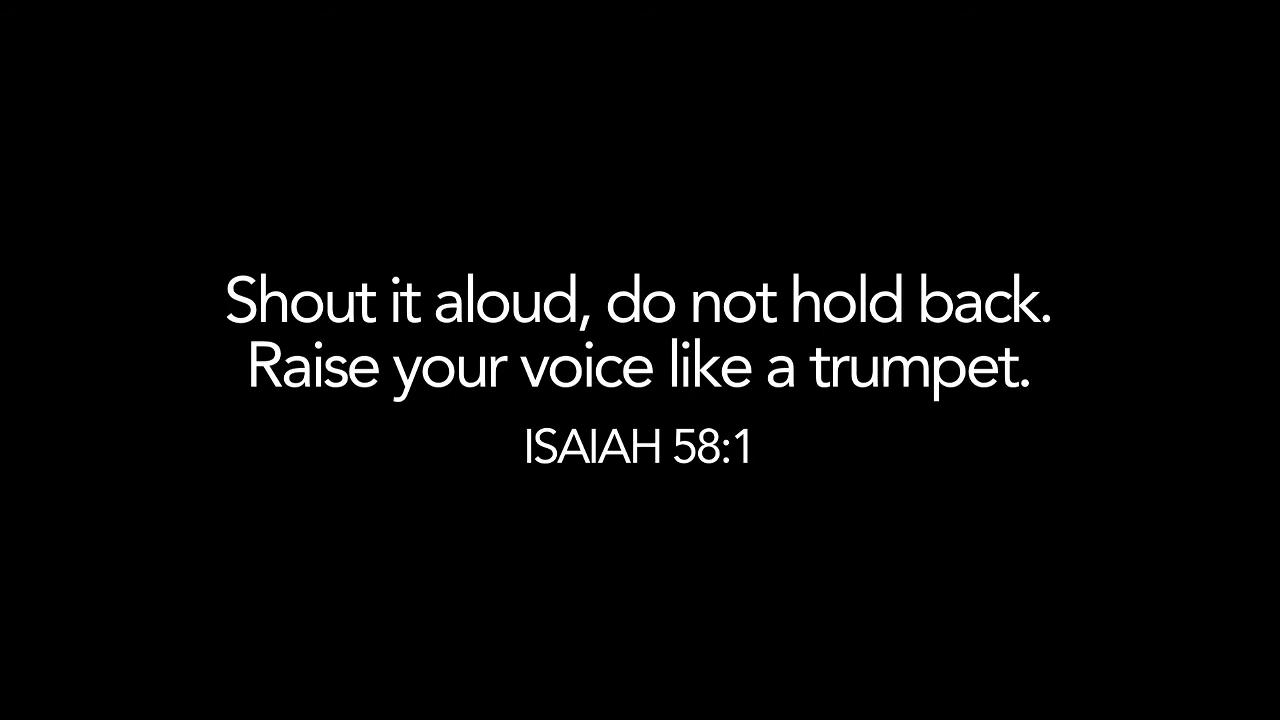 Shout it aloud, do not hold back.
Raise your voice like a trumpet.
ISAIAH 58:1